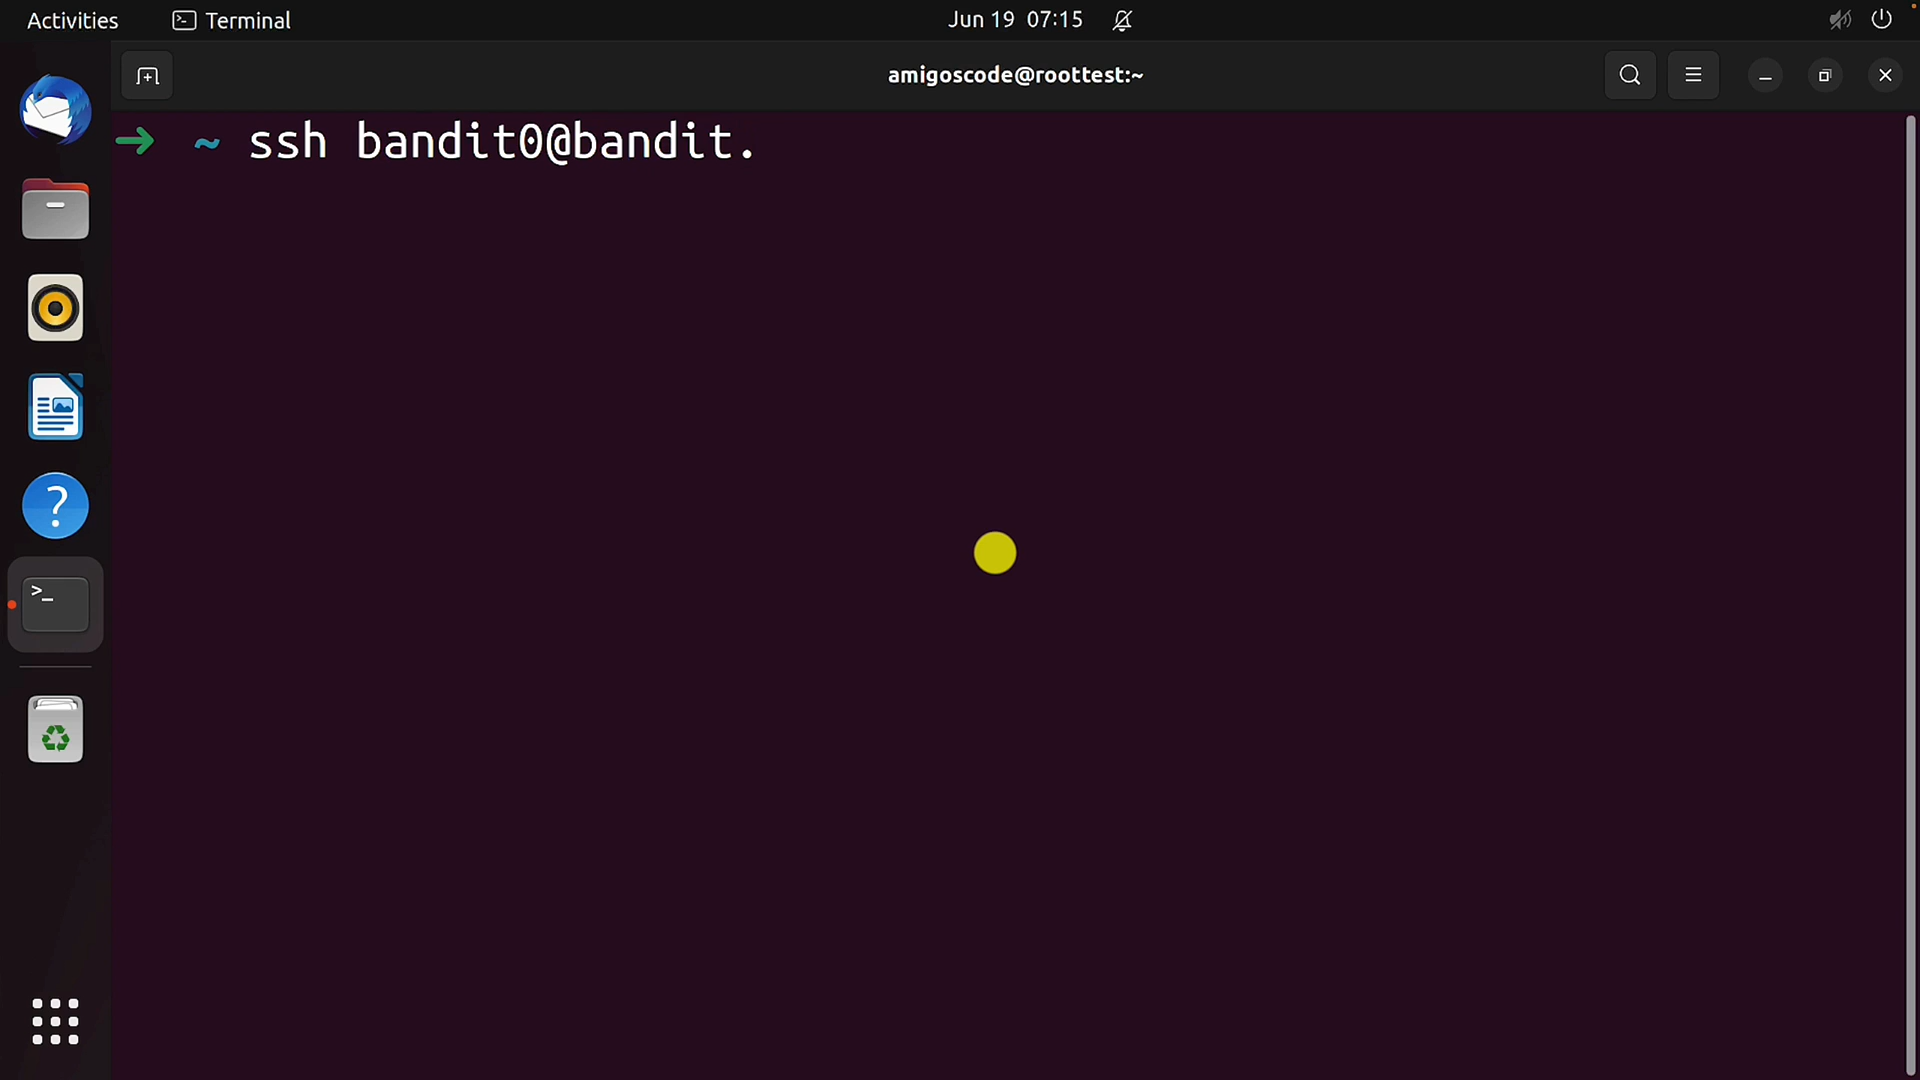 Activities Terminal Jun 19 07:15
amigoscode@roottest:~
→ ~ ssh bandit0@bandit.